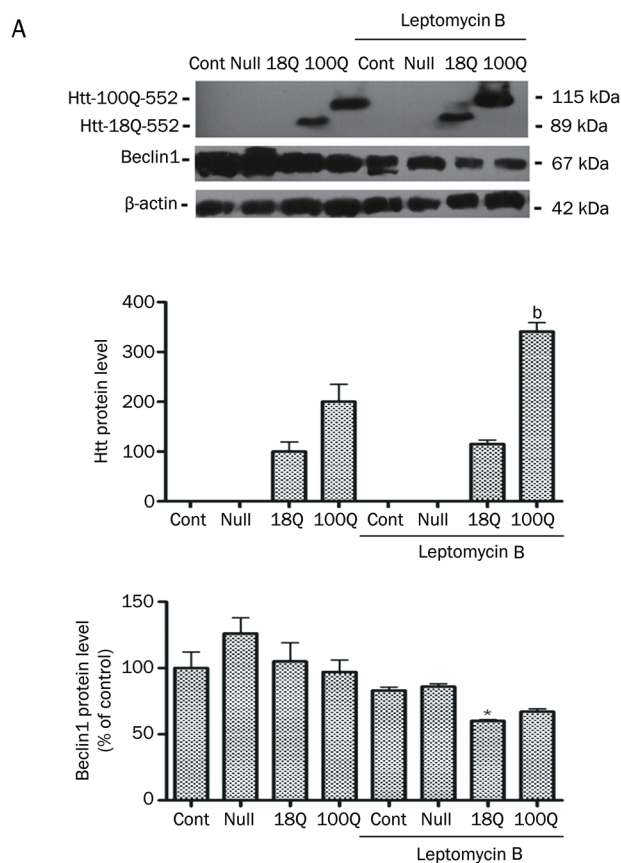 A
Leptomycin B
Cont Null 18Q 100Q Cont Null 18Q 100Q
Htt-100Q-552 115 kDa
Htt-18Q-552 89 kDa
Beclin1 67 kDa
β-actin 42 kDa
Htt protein level
400
300
200
100
0
b
Cont Null 18Q 100Q Cont Null 18Q 100Q
Leptomycin B
Beclin1 protein level
(% of control)
150
100
50
0
*
Cont Null 18Q 100Q Cont Null 18Q 100Q
Leptomycin B